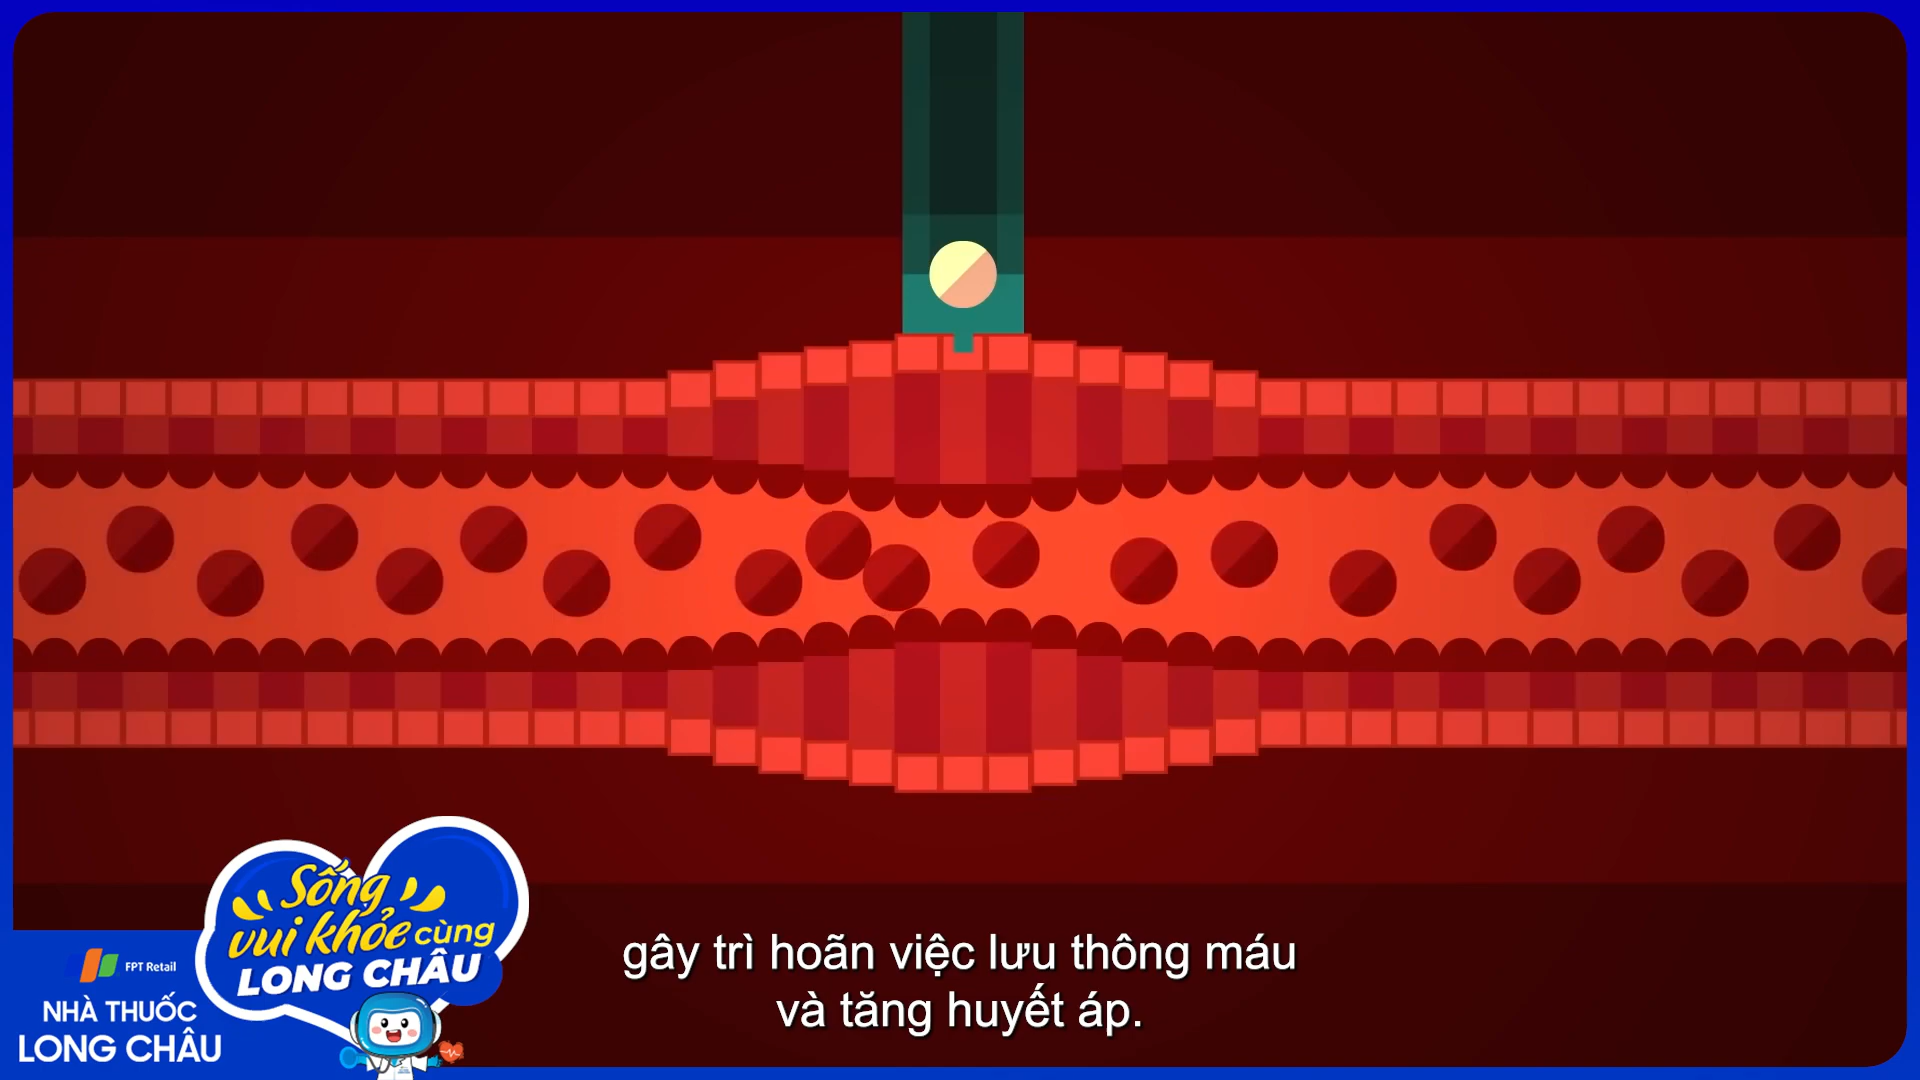 Sống
vui khỏe cùng
LONG CHÂU
FPT Retail
NHÀ THUỐC
LONG CHÂU
gây trì hoãn việc lưu thông máu
và tăng huyết áp.